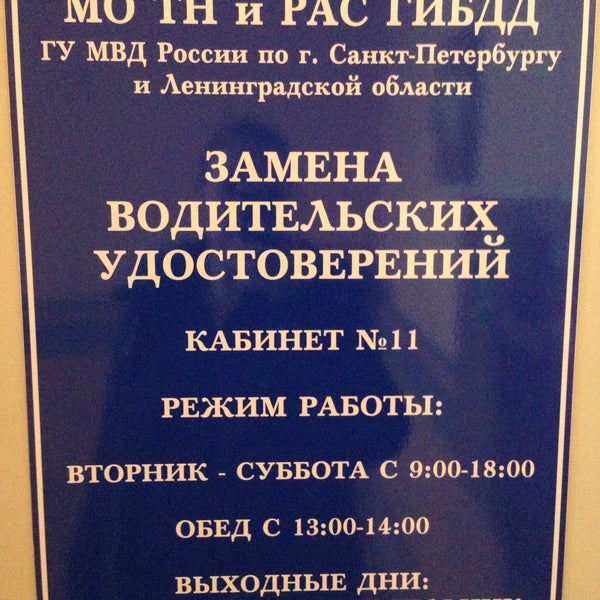 МО ТН и РАС ГИБДД
ГУ МВД России по г. Санкт-Петербургу
и Ленинградской области
ЗАМЕНА
ВОДИТЕЛЬСКИХ
УДОСТОВЕРЕНИЙ
КАБИНЕТ №11
РЕЖИМ РАБОТЫ:
ВТОРНИК - СУББОТА С 9:00-18:00
ОБЕД С 13:00-14:00
ВЫХОДНЫЕ ДНИ: